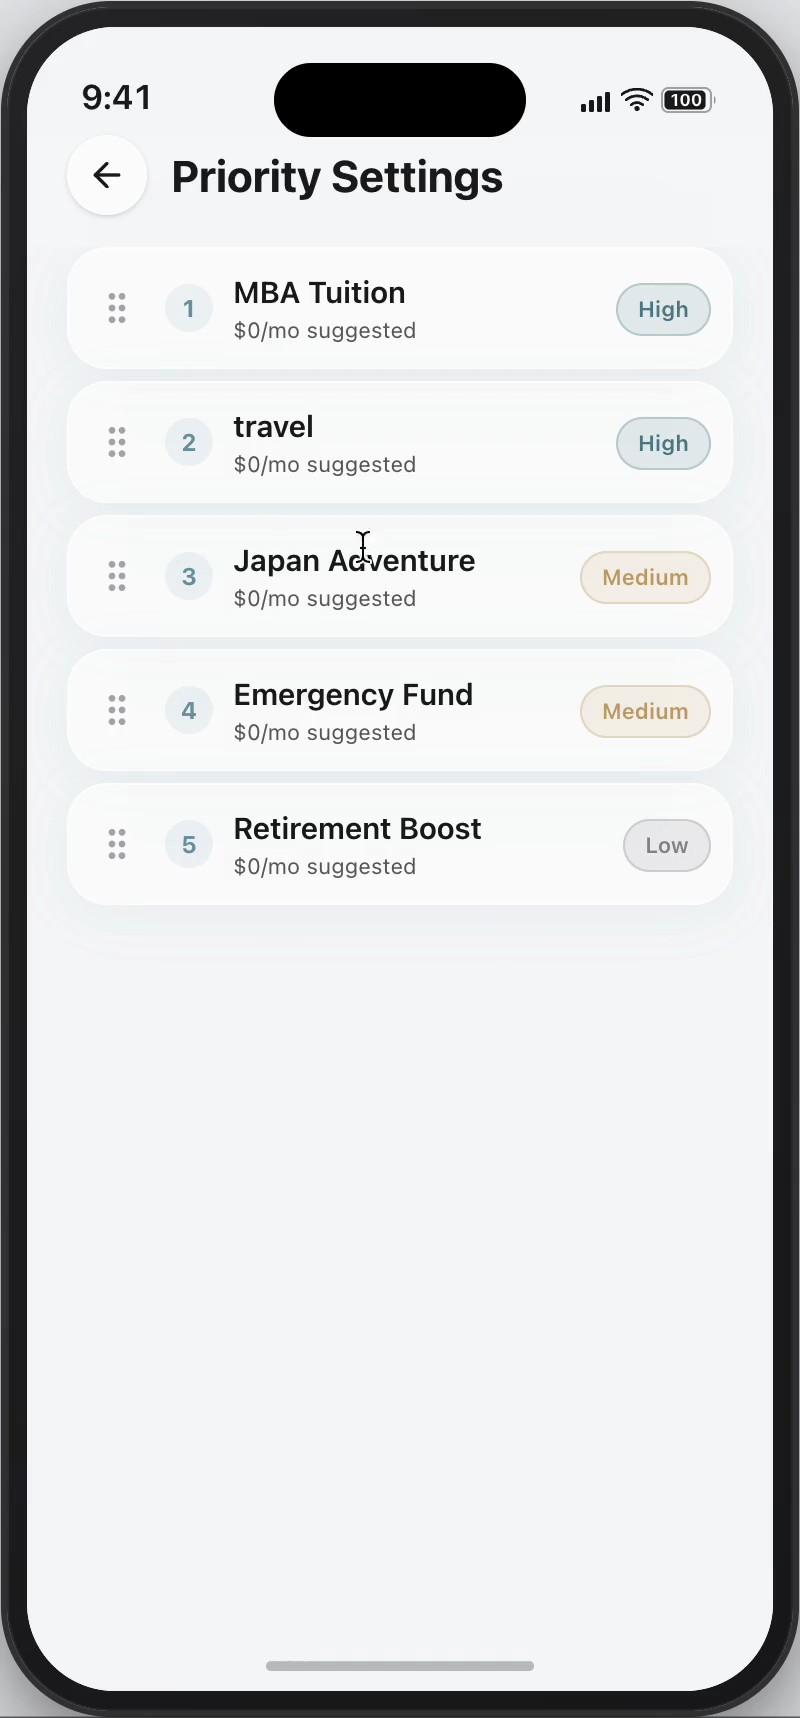 9:41
100
Priority Settings
1
MBA Tuition
$0/mo suggested
High
2
travel
$0/mo suggested
High
3
Japan Adventure
$0/mo suggested
Medium
4
Emergency Fund
$0/mo suggested
Medium
5
Retirement Boost
$0/mo suggested
Low